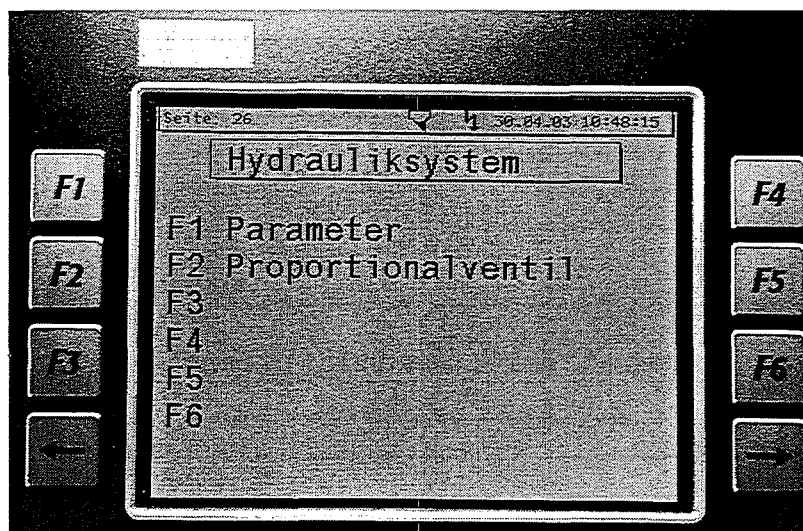 Seite: 26 30.04.03 10:48:15
Hydrauliksystem
F1 Parameter
F2 Proportionalventil
F3
F4
F5
F6
F1
F2
F3
←
F4
F5
F6
→